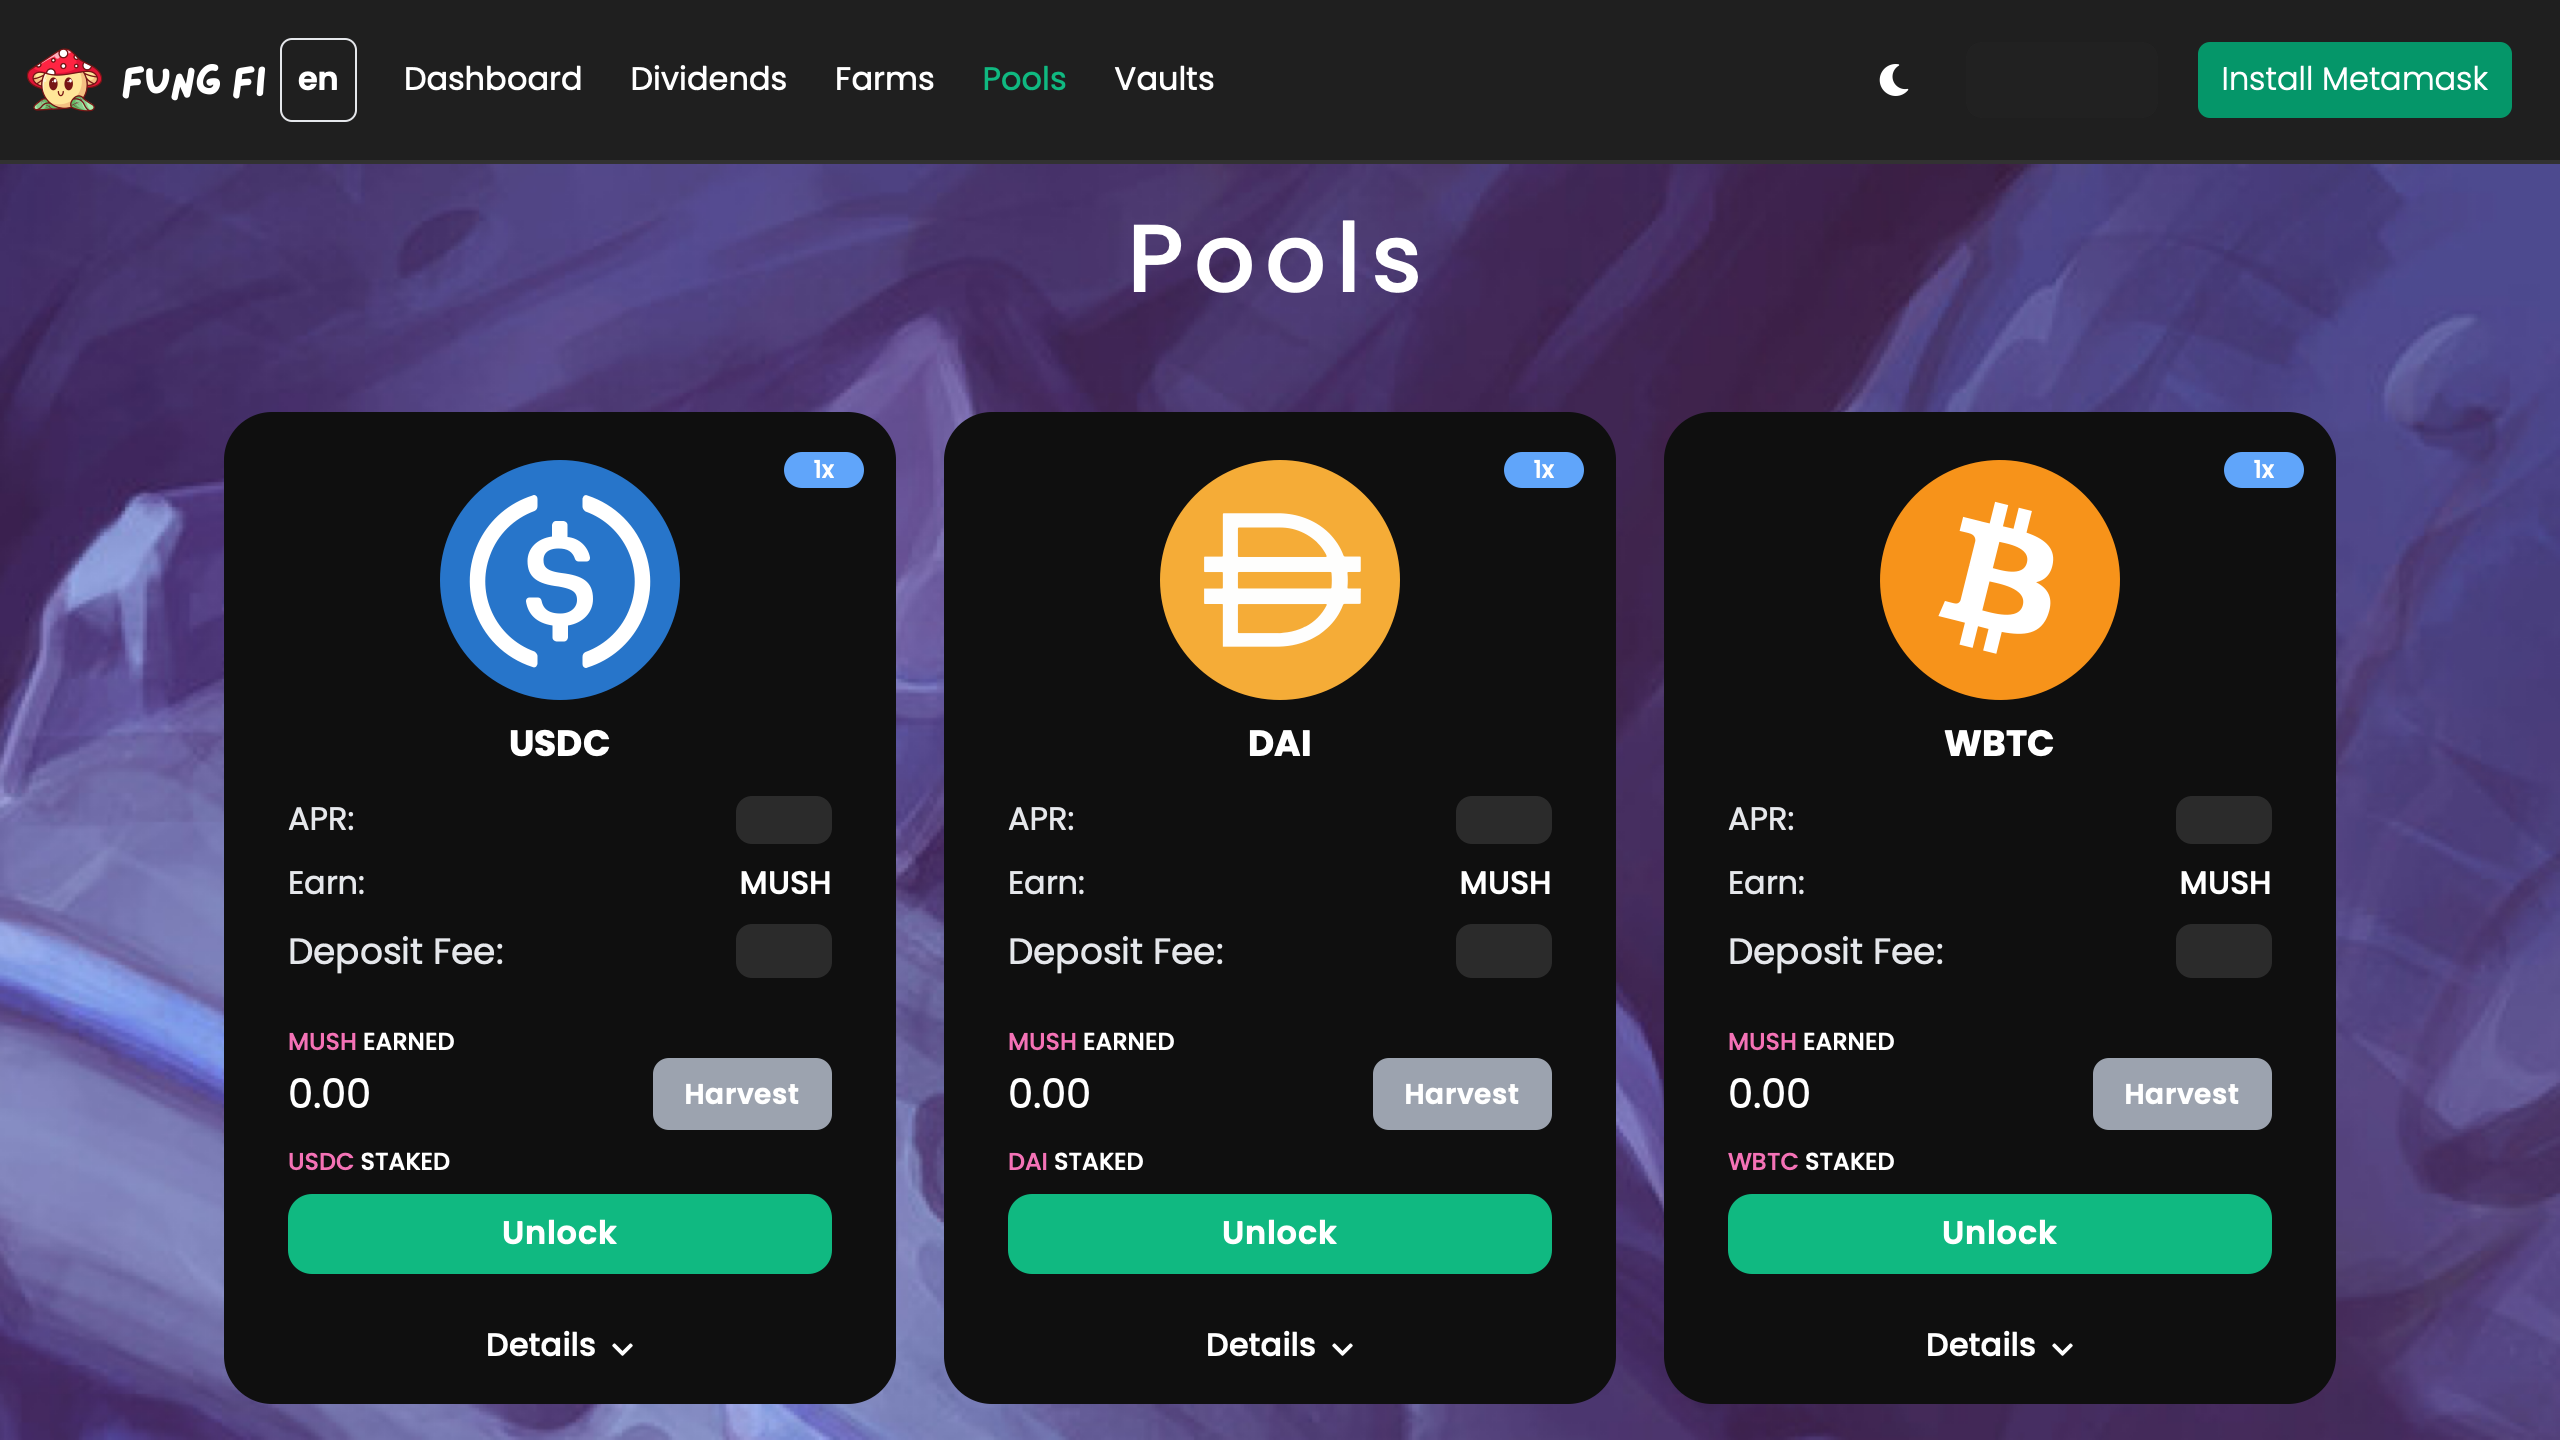 FUNG FI en Dashboard Dividends Farms Pools Vaults Install Metamask
Pools
1x
USDC
APR:
Earn: MUSH
Deposit Fee:
MUSH EARNED
0.00 Harvest
USDC STAKED
Unlock
Details
1x
DAI
APR:
Earn: MUSH
Deposit Fee:
MUSH EARNED
0.00 Harvest
DAI STAKED
Unlock
Details
1x
WBTC
APR:
Earn: MUSH
Deposit Fee:
MUSH EARNED
0.00 Harvest
WBTC STAKED
Unlock
Details